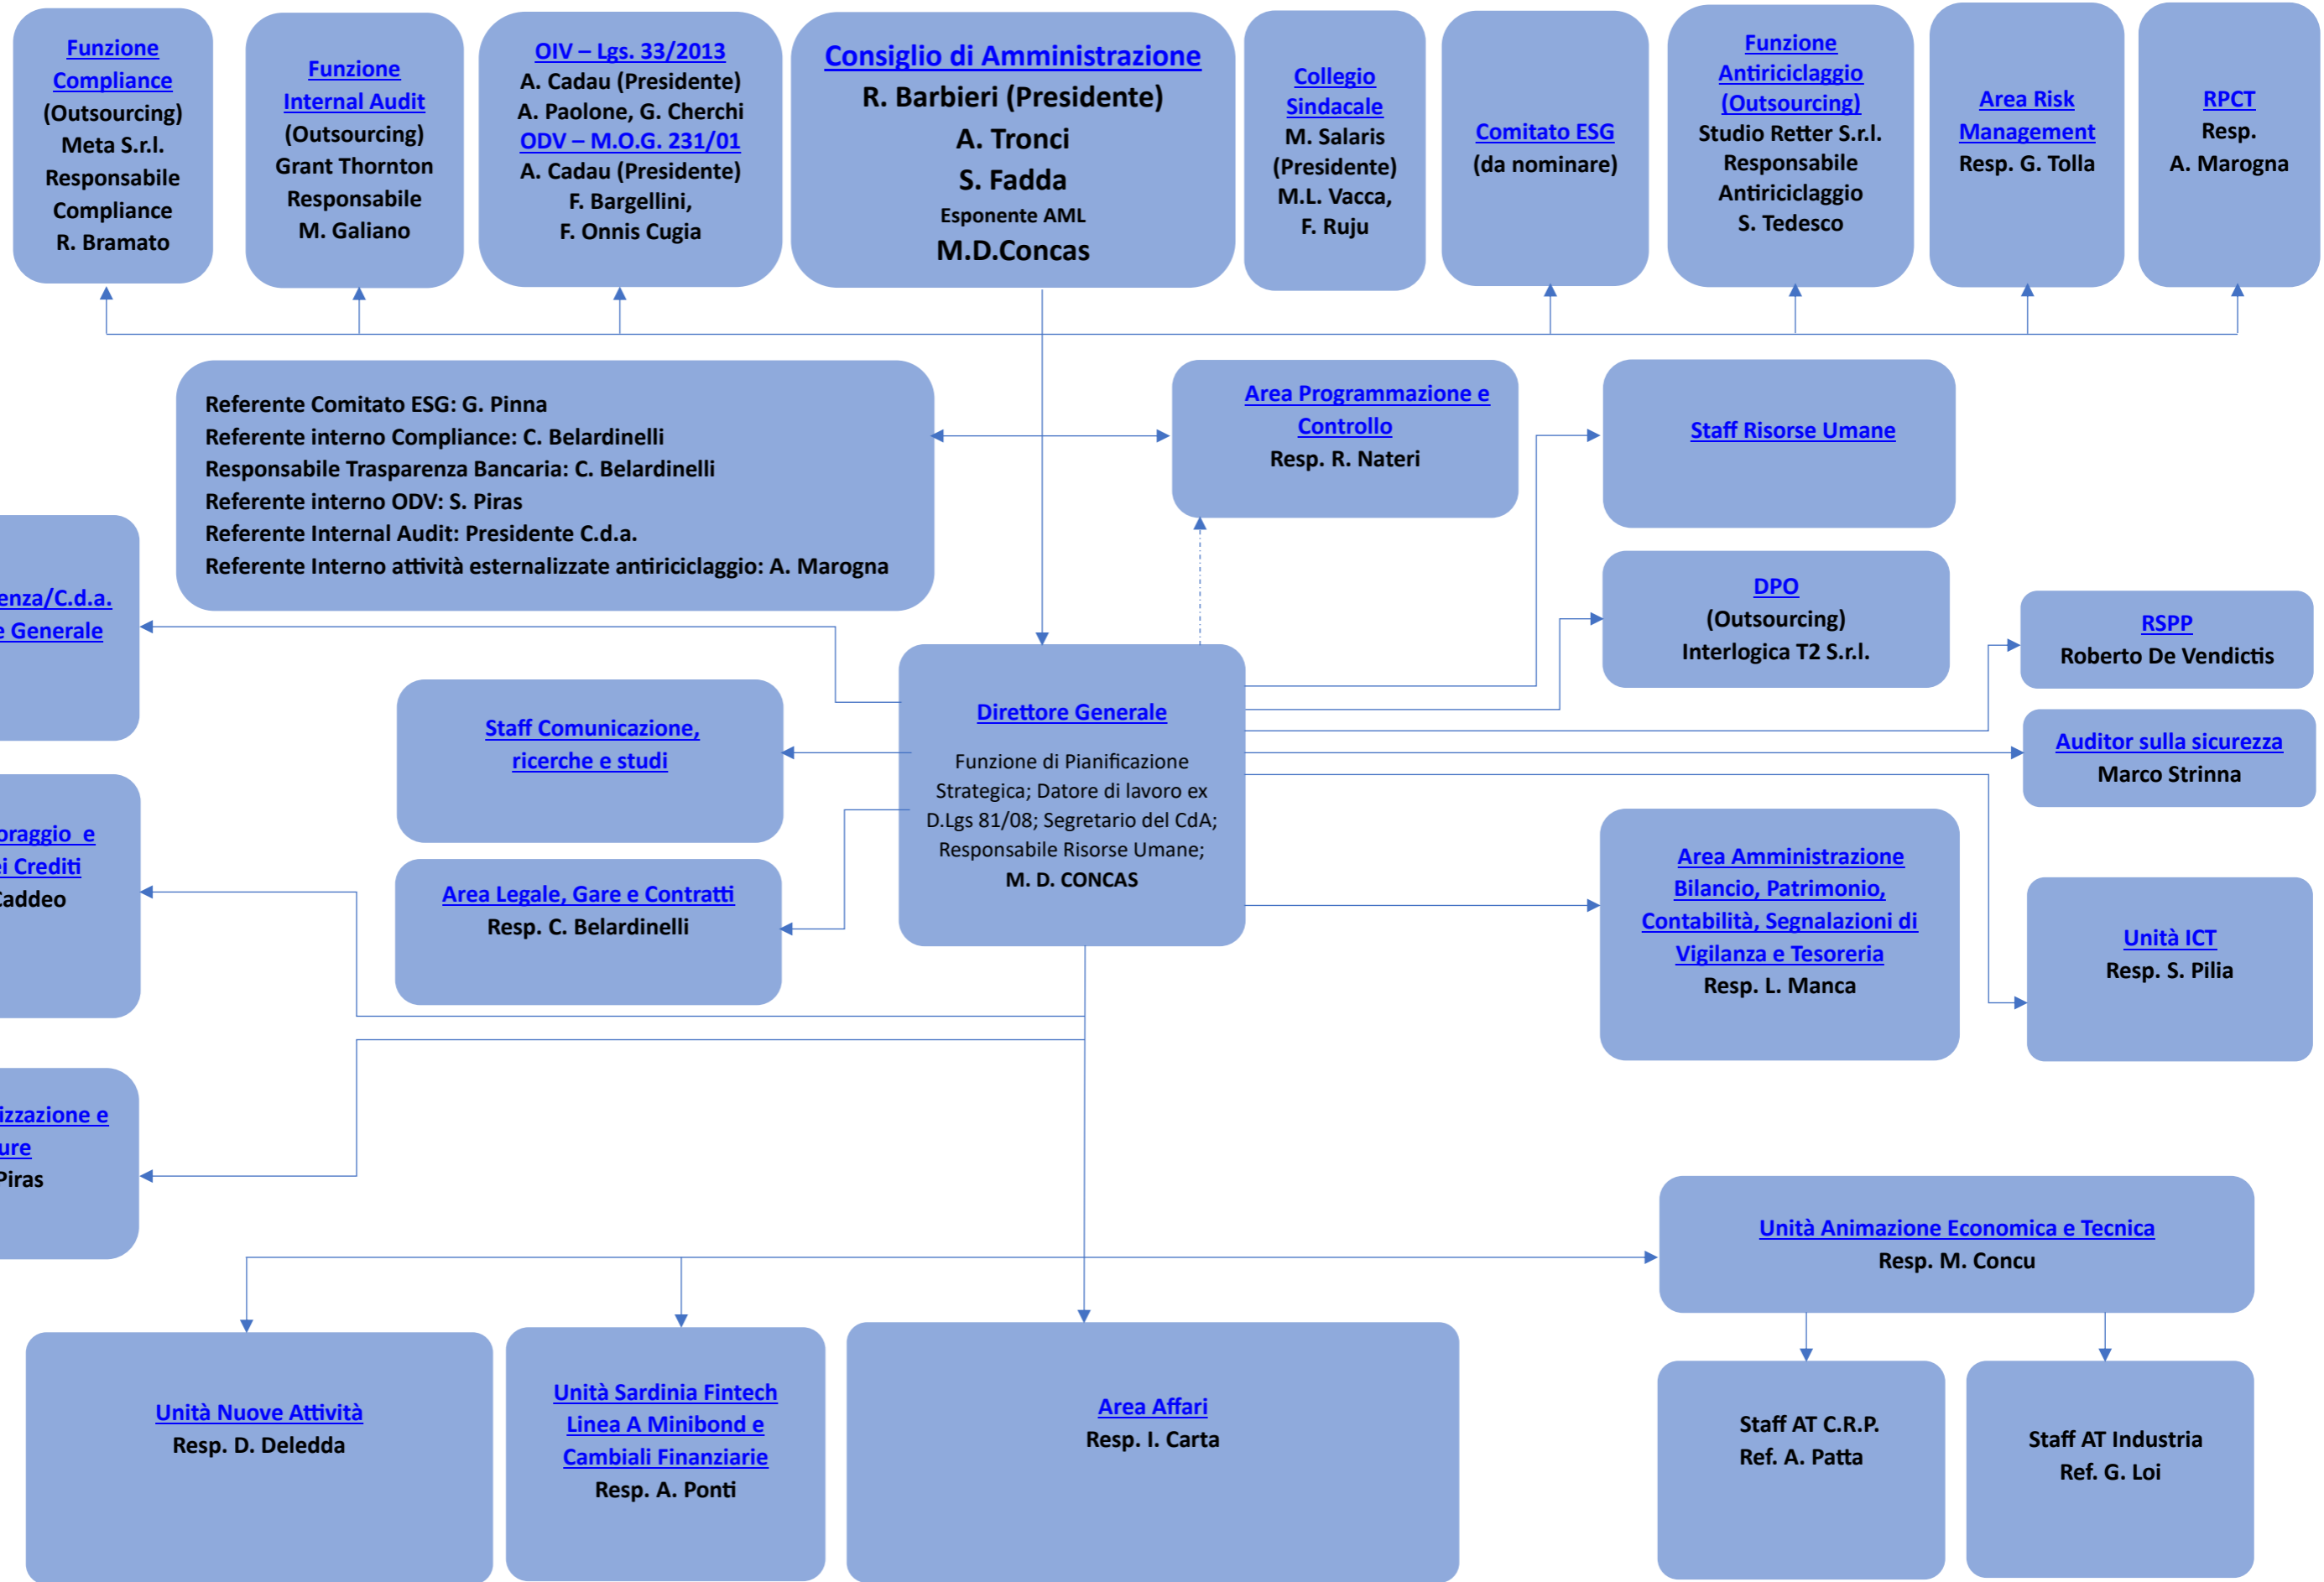 Funzione
Compliance
(Outsourcing)
Meta S.r.l.
Responsabile
Compliance
R. Bramato
Funzione
Internal Audit
(Outsourcing)
Grant Thornton
Responsabile
M. Galiano
OIV – Lgs. 33/2013
A. Cadau (Presidente)
A. Paolone, G. Cherchi
ODV – M.O.G. 231/01
A. Cadau (Presidente)
F. Bargellini,
F. Onnis Cugia
Consiglio di Amministrazione
R. Barbieri (Presidente)
A. Tronci
S. Fadda
Esponente AML
M.D.Concas
Collegio
Sindacale
M. Salaris
(Presidente)
M.L. Vacca,
F. Ruju
Comitato ESG
(da nominare)
Funzione
Antiriciclaggio
(Outsourcing)
Studio Retter S.r.l.
Responsabile
Antiriciclaggio
S. Tedesco
Area Risk
Management
Resp. G. Tolla
RPCT
Resp.
A. Marogna
Referente Comitato ESG: G. Pinna
Referente interno Compliance: C. Belardinelli
Responsabile Trasparenza Bancaria: C. Belardinelli
Referente interno ODV: S. Piras
Referente Internal Audit: Presidente C.d.a.
Referente Interno attività esternalizzate antiriciclaggio: A. Marogna
Area Programmazione e
Controllo
Resp. R. Nateri
Staff Risorse Umane
enza/C.d.a.
e Generale
DPO
(Outsourcing)
Interlogica T2 S.r.l.
RSPP
Roberto De Vendictis
Staff Comunicazione,
ricerche e studi
Direttore Generale
Funzione di Pianificazione
Strategica; Datore di lavoro ex
D.Lgs 81/08; Segretario del CdA;
Responsabile Risorse Umane;
M. D. CONCAS
Auditor sulla sicurezza
Marco Strinna
oraggio e
ei Crediti
Caddeo
Area Legale, Gare e Contratti
Resp. C. Belardinelli
Area Amministrazione
Bilancio, Patrimonio,
Contabilità, Segnalazioni di
Vigilanza e Tesoreria
Resp. L. Manca
Unità ICT
Resp. S. Pilia
izzazione e
ure
Piras
Unità Animazione Economica e Tecnica
Resp. M. Concu
Unità Nuove Attività
Resp. D. Deledda
Unità Sardinia Fintech
Linea A Minibond e
Cambiali Finanziarie
Resp. A. Ponti
Area Affari
Resp. I. Carta
Staff AT C.R.P.
Ref. A. Patta
Staff AT Industria
Ref. G. Loi